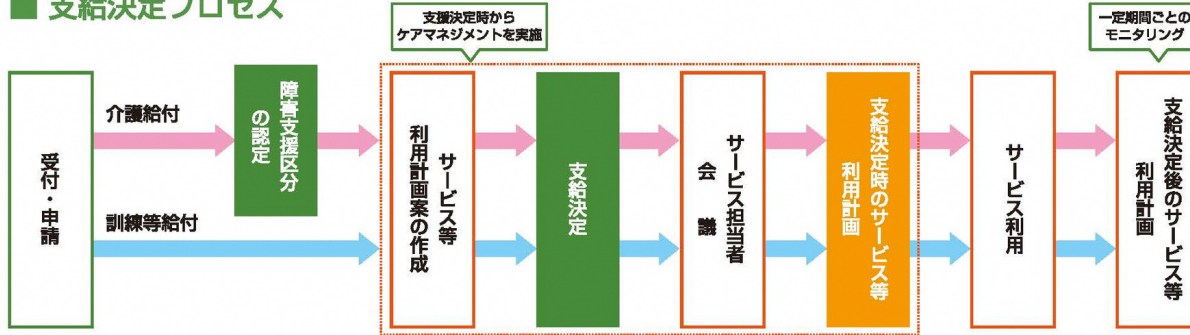 ■ 支給決定プロセス
支援決定時から
ケアマネジメントを実施
一定期間ごとの
モニタリング
受付・申請
介護給付
訓練等給付
障害支援区分
の認定
サービス等
利用計画案の作成
支給決定
サービス担当者
会議
支給決定時のサービス等
利用計画
サービス利用
支給決定後のサービス等
利用計画